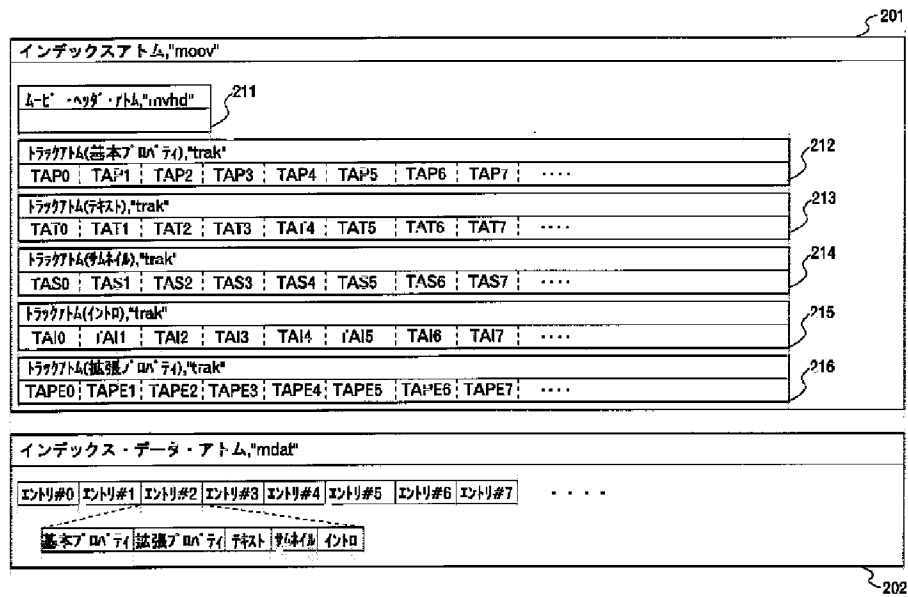 201
インデックスアトム,"moov"
ムービ・ヘッダ・アトム,"mvhd"
211
トラックアトム(基本プロパティ),"trak"
212
TAP0 TAP1 TAP2 TAP3 TAP4 TAP5 TAP6 TAP7 ····
トラックアトム(テキスト),"trak"
213
TAT0 TAT1 TAT2 TAT3 TAT4 TAT5 TAT6 TAT7 ····
トラックアトム(サムネイル),"trak"
214
TAS0 TAS1 TAS2 TAS3 TAS4 TAS5 TAS6 TAS7 ····
トラックアトム(イントロ),"trak"
215
TAI0 TAI1 TAI2 TAI3 TAI4 TAI5 TAI6 TAI7 ····
トラックアトム(拡張プロパティ),"trak"
216
TAPE0 TAPE1 TAPE2 TAPE3 TAPE4 TAPE5 TAPE6 TAPE7 ····
インデックス・データ・アトム,"mdat"
エントリ#0 エントリ#1 エントリ#2 エントリ#3 エントリ#4 エントリ#5 エントリ#6 エントリ#7 ····
基本プロパティ 拡張プロパティ テキスト サムネイル イントロ
202